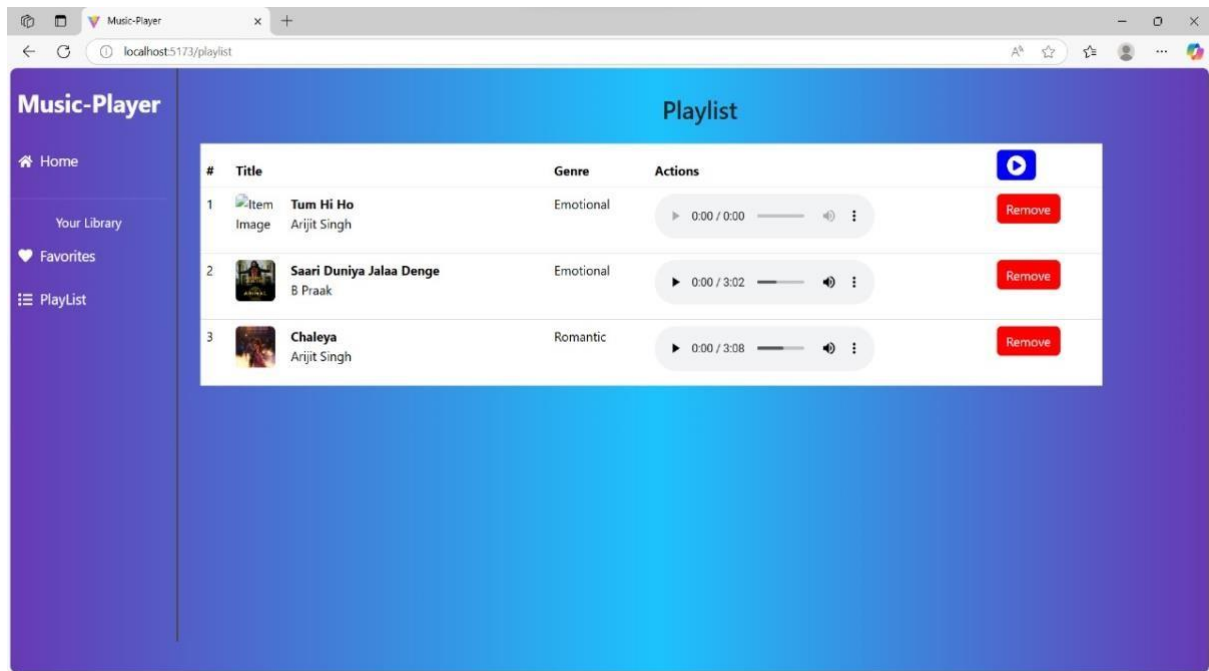 Music-Player
localhost:5173/playlist
Music-Player
Home
Your Library
Favorites
PlayList
Playlist
# Title Genre Actions
1 Item Image Tum Hi Ho Emotional 0:00 / 0:00 Remove
Arijit Singh
2 Saari Duniya Jalaa Denge Emotional 0:00 / 3:02 Remove
B Praak
3 Chaleya Romantic 0:00 / 3:08 Remove
Arijit Singh